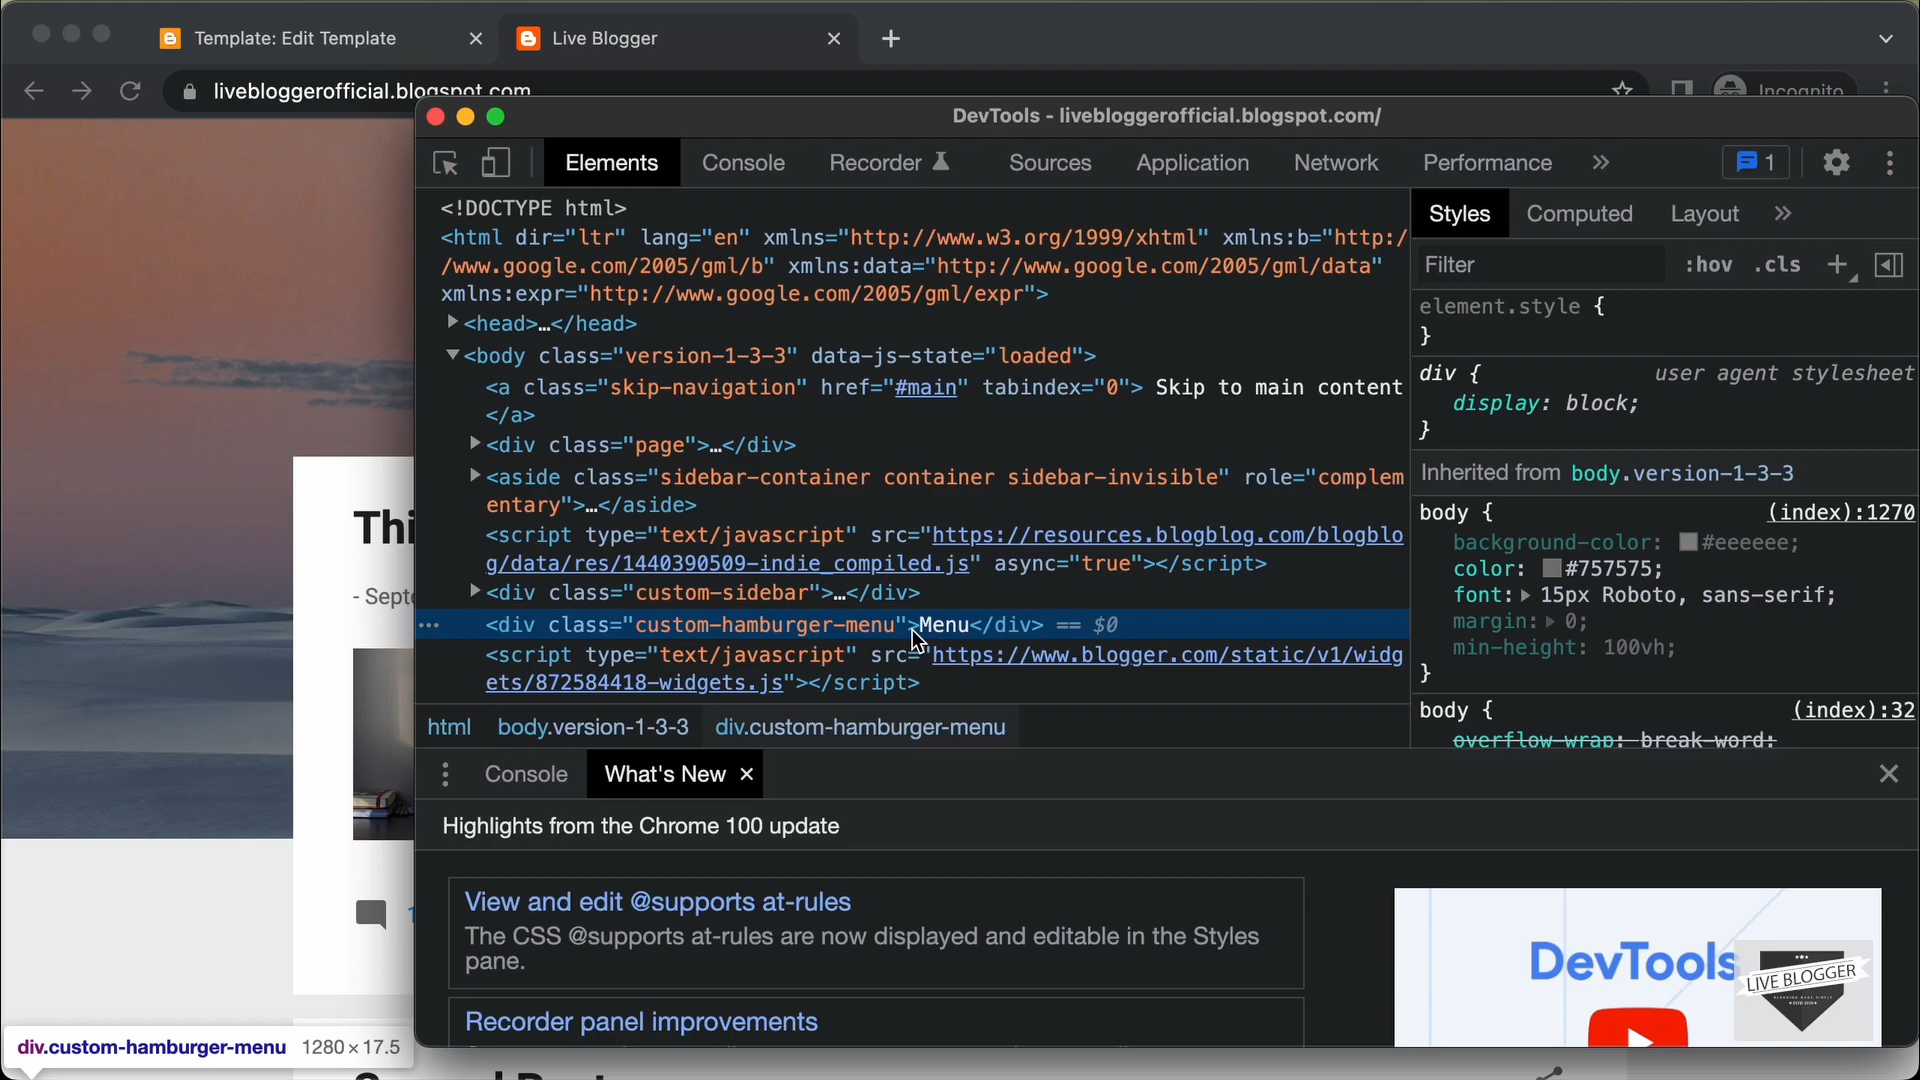 Template: Edit Template
Live Blogger
livebloggerofficial.blogspot.com
Incognito
DevTools - livebloggerofficial.blogspot.com/
Elements Console Recorder Sources Application Network Performance 1
<!DOCTYPE html>
<html dir="ltr" lang="en" xmlns="http://www.w3.org/1999/xhtml" xmlns:b="http:/
/www.google.com/2005/gml/b" xmlns:data="http://www.google.com/2005/gml/data"
xmlns:expr="http://www.google.com/2005/gml/expr">
<head>…</head>
<body class="version-1-3-3" data-js-state="loaded">
<a class="skip-navigation" href="#main" tabindex="0"> Skip to main content
</a>
<div class="page">…</div>
<aside class="sidebar-container container sidebar-invisible" role="complem
entary">…</aside>
<script type="text/javascript" src="https://resources.blogblog.com/blogblo
g/data/res/1440390509-indie_compiled.js" async="true"></script>
<div class="custom-sidebar">…</div>
<div class="custom-hamburger-menu">Menu</div> == $0
<script type="text/javascript" src="https://www.blogger.com/static/v1/widg
ets/872584418-widgets.js"></script>
html body.version-1-3-3 div.custom-hamburger-menu
Styles Computed Layout
Filter :hov .cls
element.style {
}
div { user agent stylesheet
display: block;
}
Inherited from body.version-1-3-3
body { (index):1270
background-color: #eeeeee;
color: #757575;
font: 15px Roboto, sans-serif;
margin: 0;
min-height: 100vh;
}
body { (index):32
overflow-wrap: break-word;
Console What's New
Highlights from the Chrome 100 update
View and edit @supports at-rules
The CSS @supports at-rules are now displayed and editable in the Styles
pane.
Recorder panel improvements
DevTools
LIVE BLOGGER
Thi
- Septe
div.custom-hamburger-menu 1280×17.5